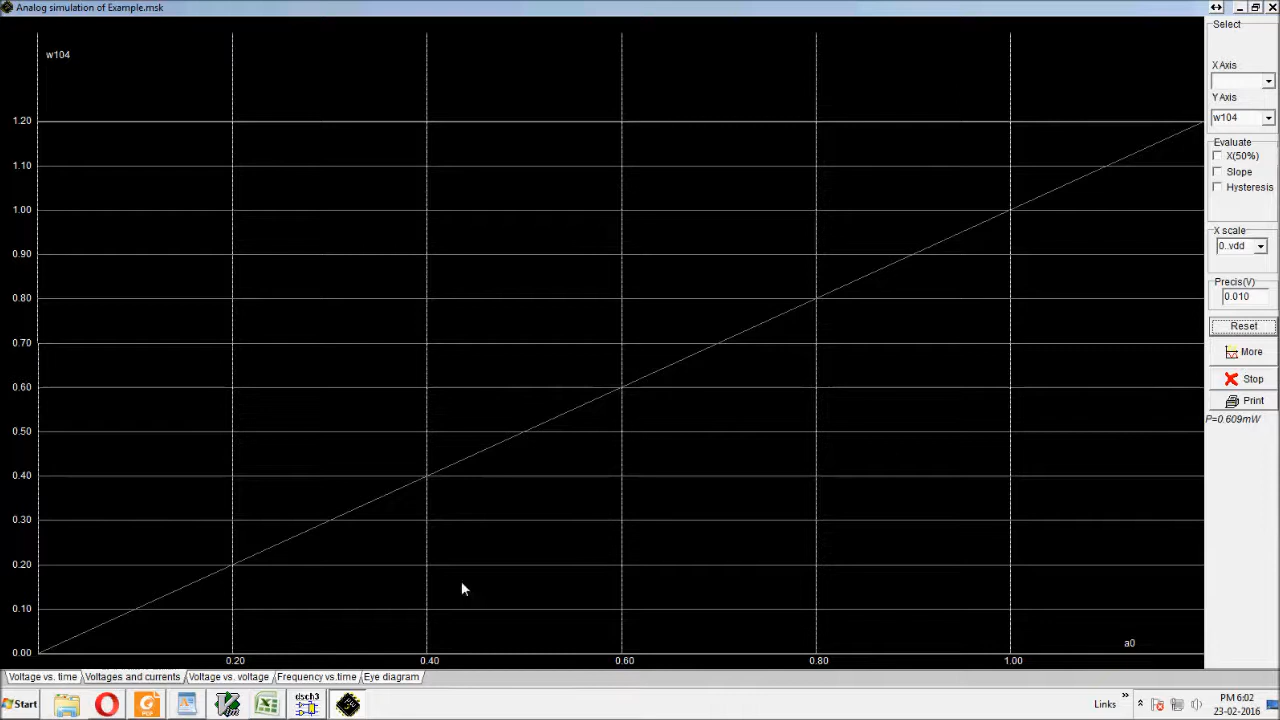 Analog simulation of Example.msk
Select
w104
X Axis
Y Axis
w104
1.20
Evaluate
X(50%)
1.10
Slope
Hysteresis
1.00
X scale
0..vdd
0.90
Precis(V)
0.80
0.010
Reset
0.70
More
0.60
Stop
Print
P=0.609mW
0.50
0.40
0.30
0.20
0.10
a0
0.00
0.20 0.40 0.60 0.80 1.00
Voltage vs. time Voltages and currents Voltage vs. voltage Frequency vs.time Eye diagram
Start
dsch3
Links
»
PM 6:02
23-02-2016